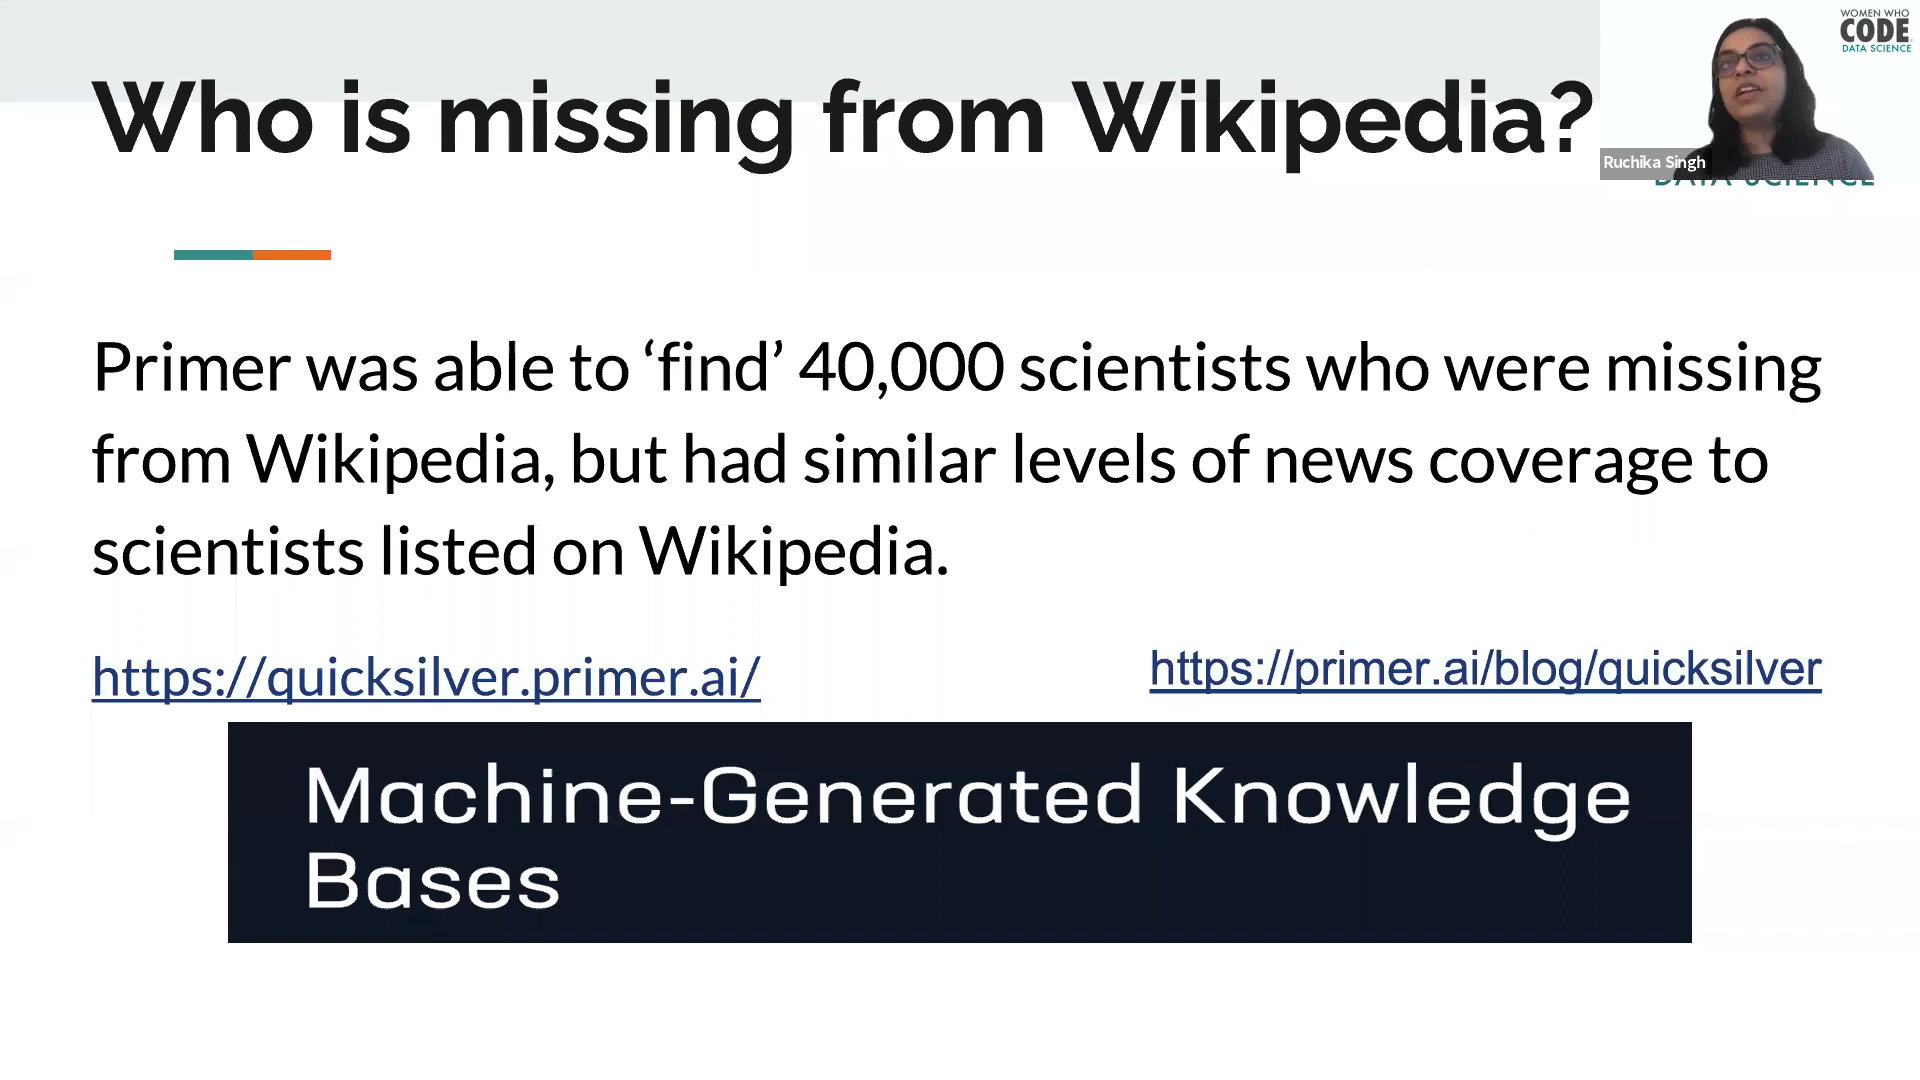 WOMEN WHO
CODE
DATA SCIENCE
Who is missing from Wikipedia?
Ruchika Singh
DATA SCIENCE
Primer was able to ‘find’ 40,000 scientists who were missing
from Wikipedia, but had similar levels of news coverage to
scientists listed on Wikipedia.
https://quicksilver.primer.ai/
https://primer.ai/blog/quicksilver
Machine-Generated Knowledge
Bases